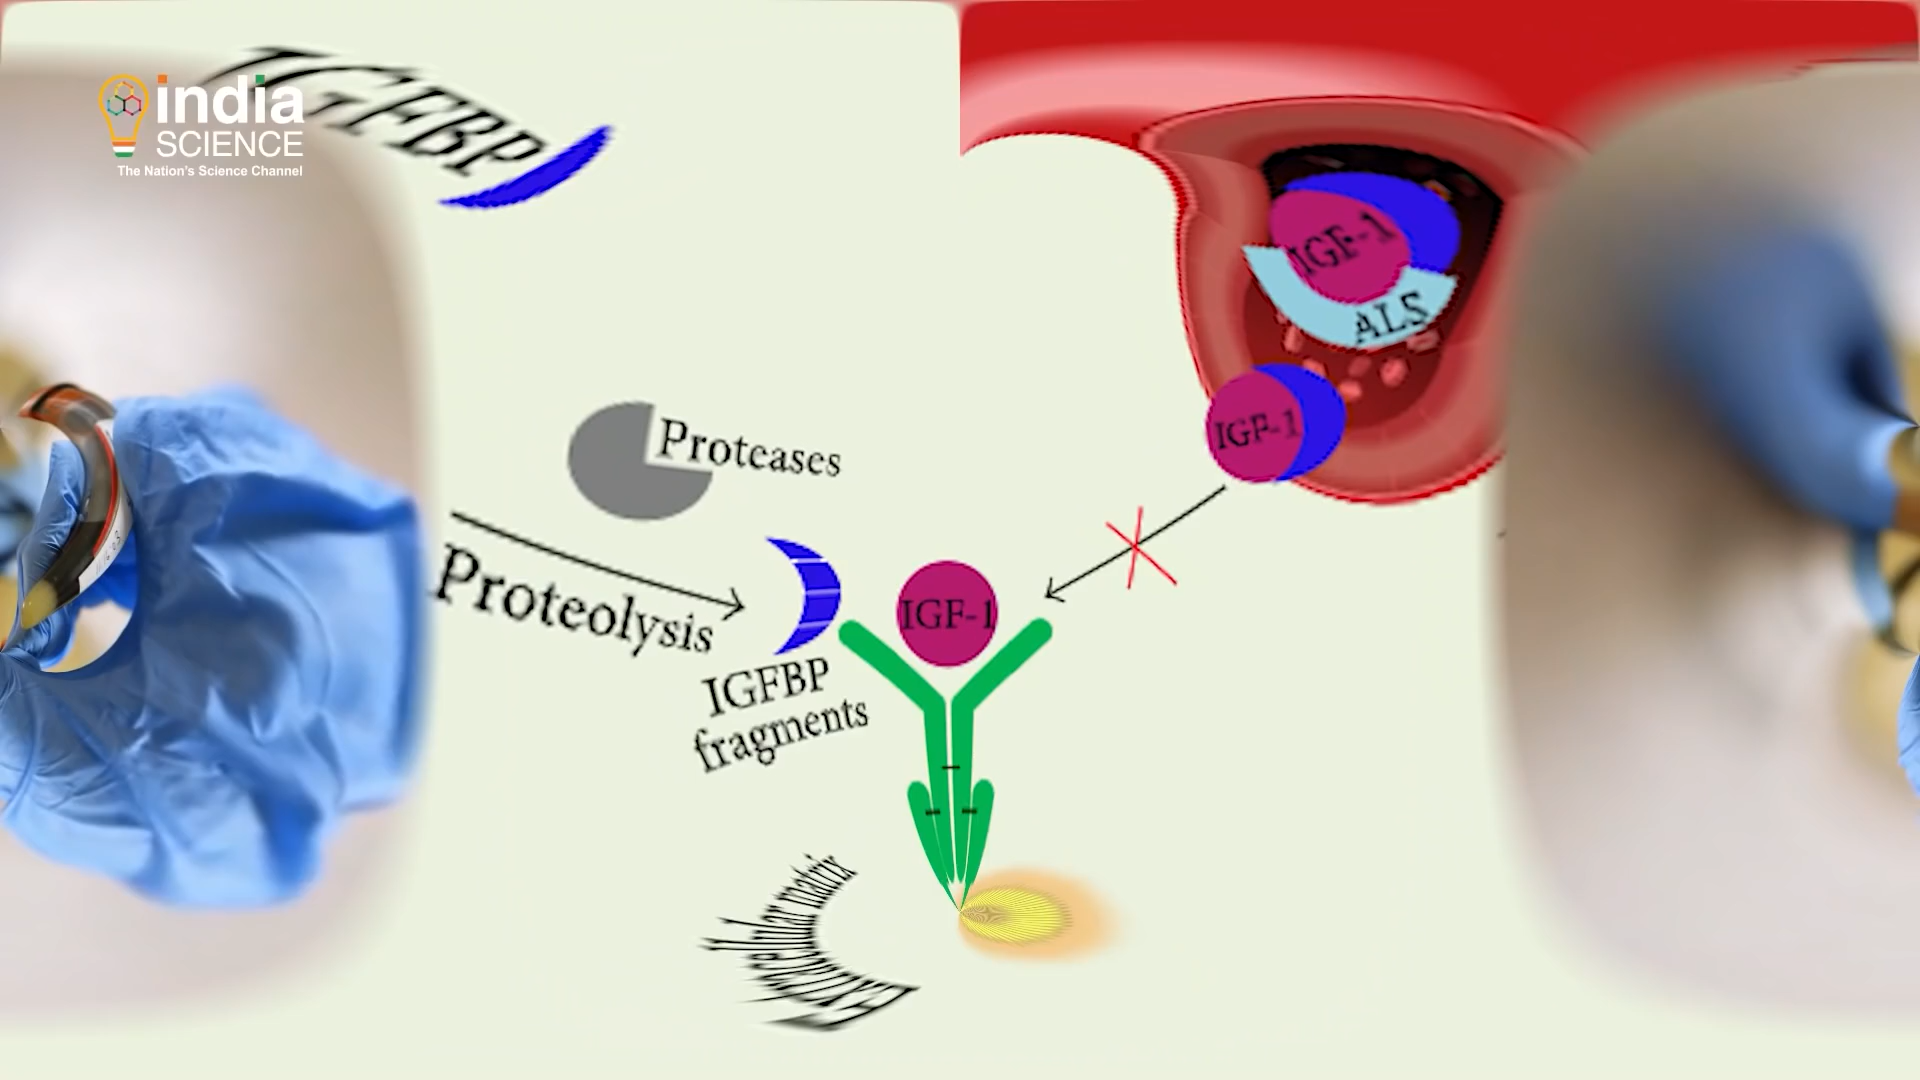 IGFBP
india
SCIENCE
The Nation's Science Channel
IGF-1
ALS
IGF-1
Proteases
Proteolysis
IGF-1
IGFBP
fragments
matrix